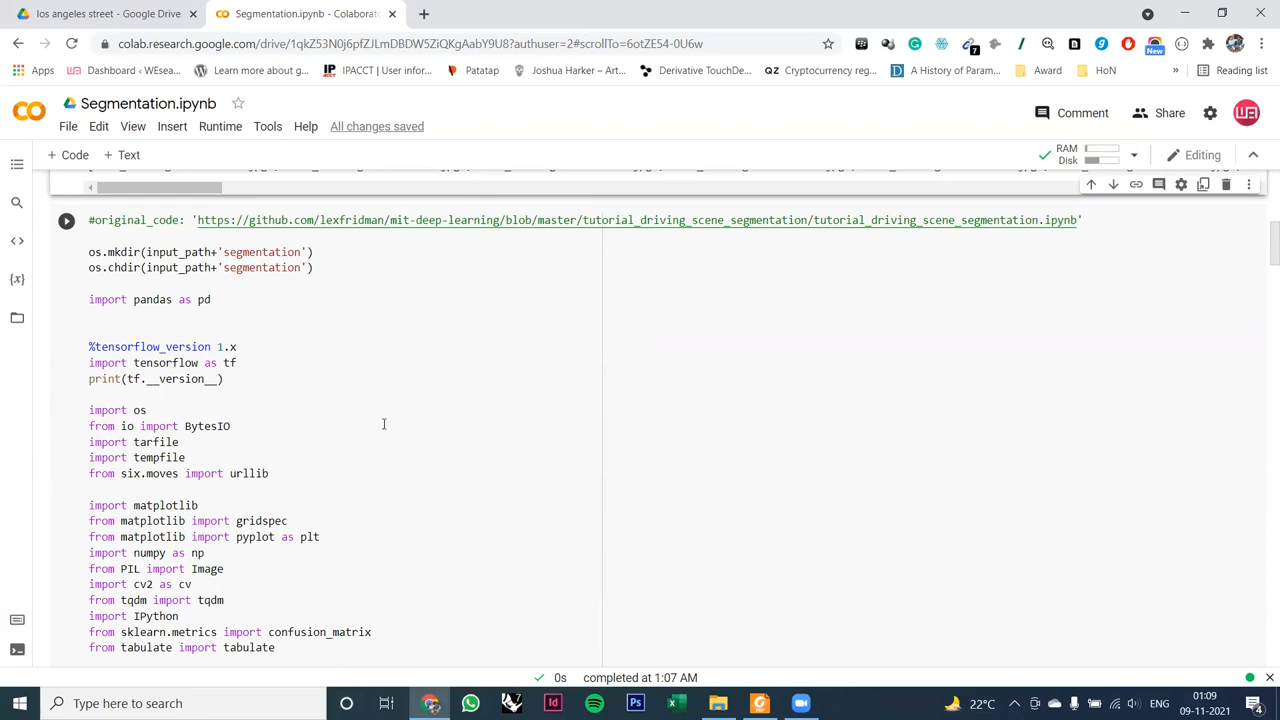 los angeles street - Google Drive
Segmentation.ipynb - Colaborato
colab.research.google.com/drive/1qkZ53N0j6pfZJLmDBDWfZiQKgAabY9U8?authuser=2#scrollTo=6otZE54-0U6w
Apps
Dashboard ‹ WEsea...
Learn more about g...
IPACCT | User infor...
Patatap
Joshua Harker – Art...
Derivative TouchDe...
QZ Cryptocurrency reg...
A History of Param...
Award
HoN
»
Reading list
Segmentation.ipynb
File Edit View Insert Runtime Tools Help All changes saved
Comment
Share
+ Code + Text
RAM
Disk
Editing
#original_code: 'https://github.com/lexfridman/mit-deep-learning/blob/master/tutorial_driving_scene_segmentation/tutorial_driving_scene_segmentation.ipynb'
os.mkdir(input_path+'segmentation')
os.chdir(input_path+'segmentation')
import pandas as pd
%tensorflow_version 1.x
import tensorflow as tf
print(tf.__version__)
import os
from io import BytesIO
import tarfile
import tempfile
from six.moves import urllib
import matplotlib
from matplotlib import gridspec
from matplotlib import pyplot as plt
import numpy as np
from PIL import Image
import cv2 as cv
from tqdm import tqdm
import IPython
from sklearn.metrics import confusion_matrix
from tabulate import tabulate
0s completed at 1:07 AM
Type here to search
22°C
ENG
01:09
09-11-2021